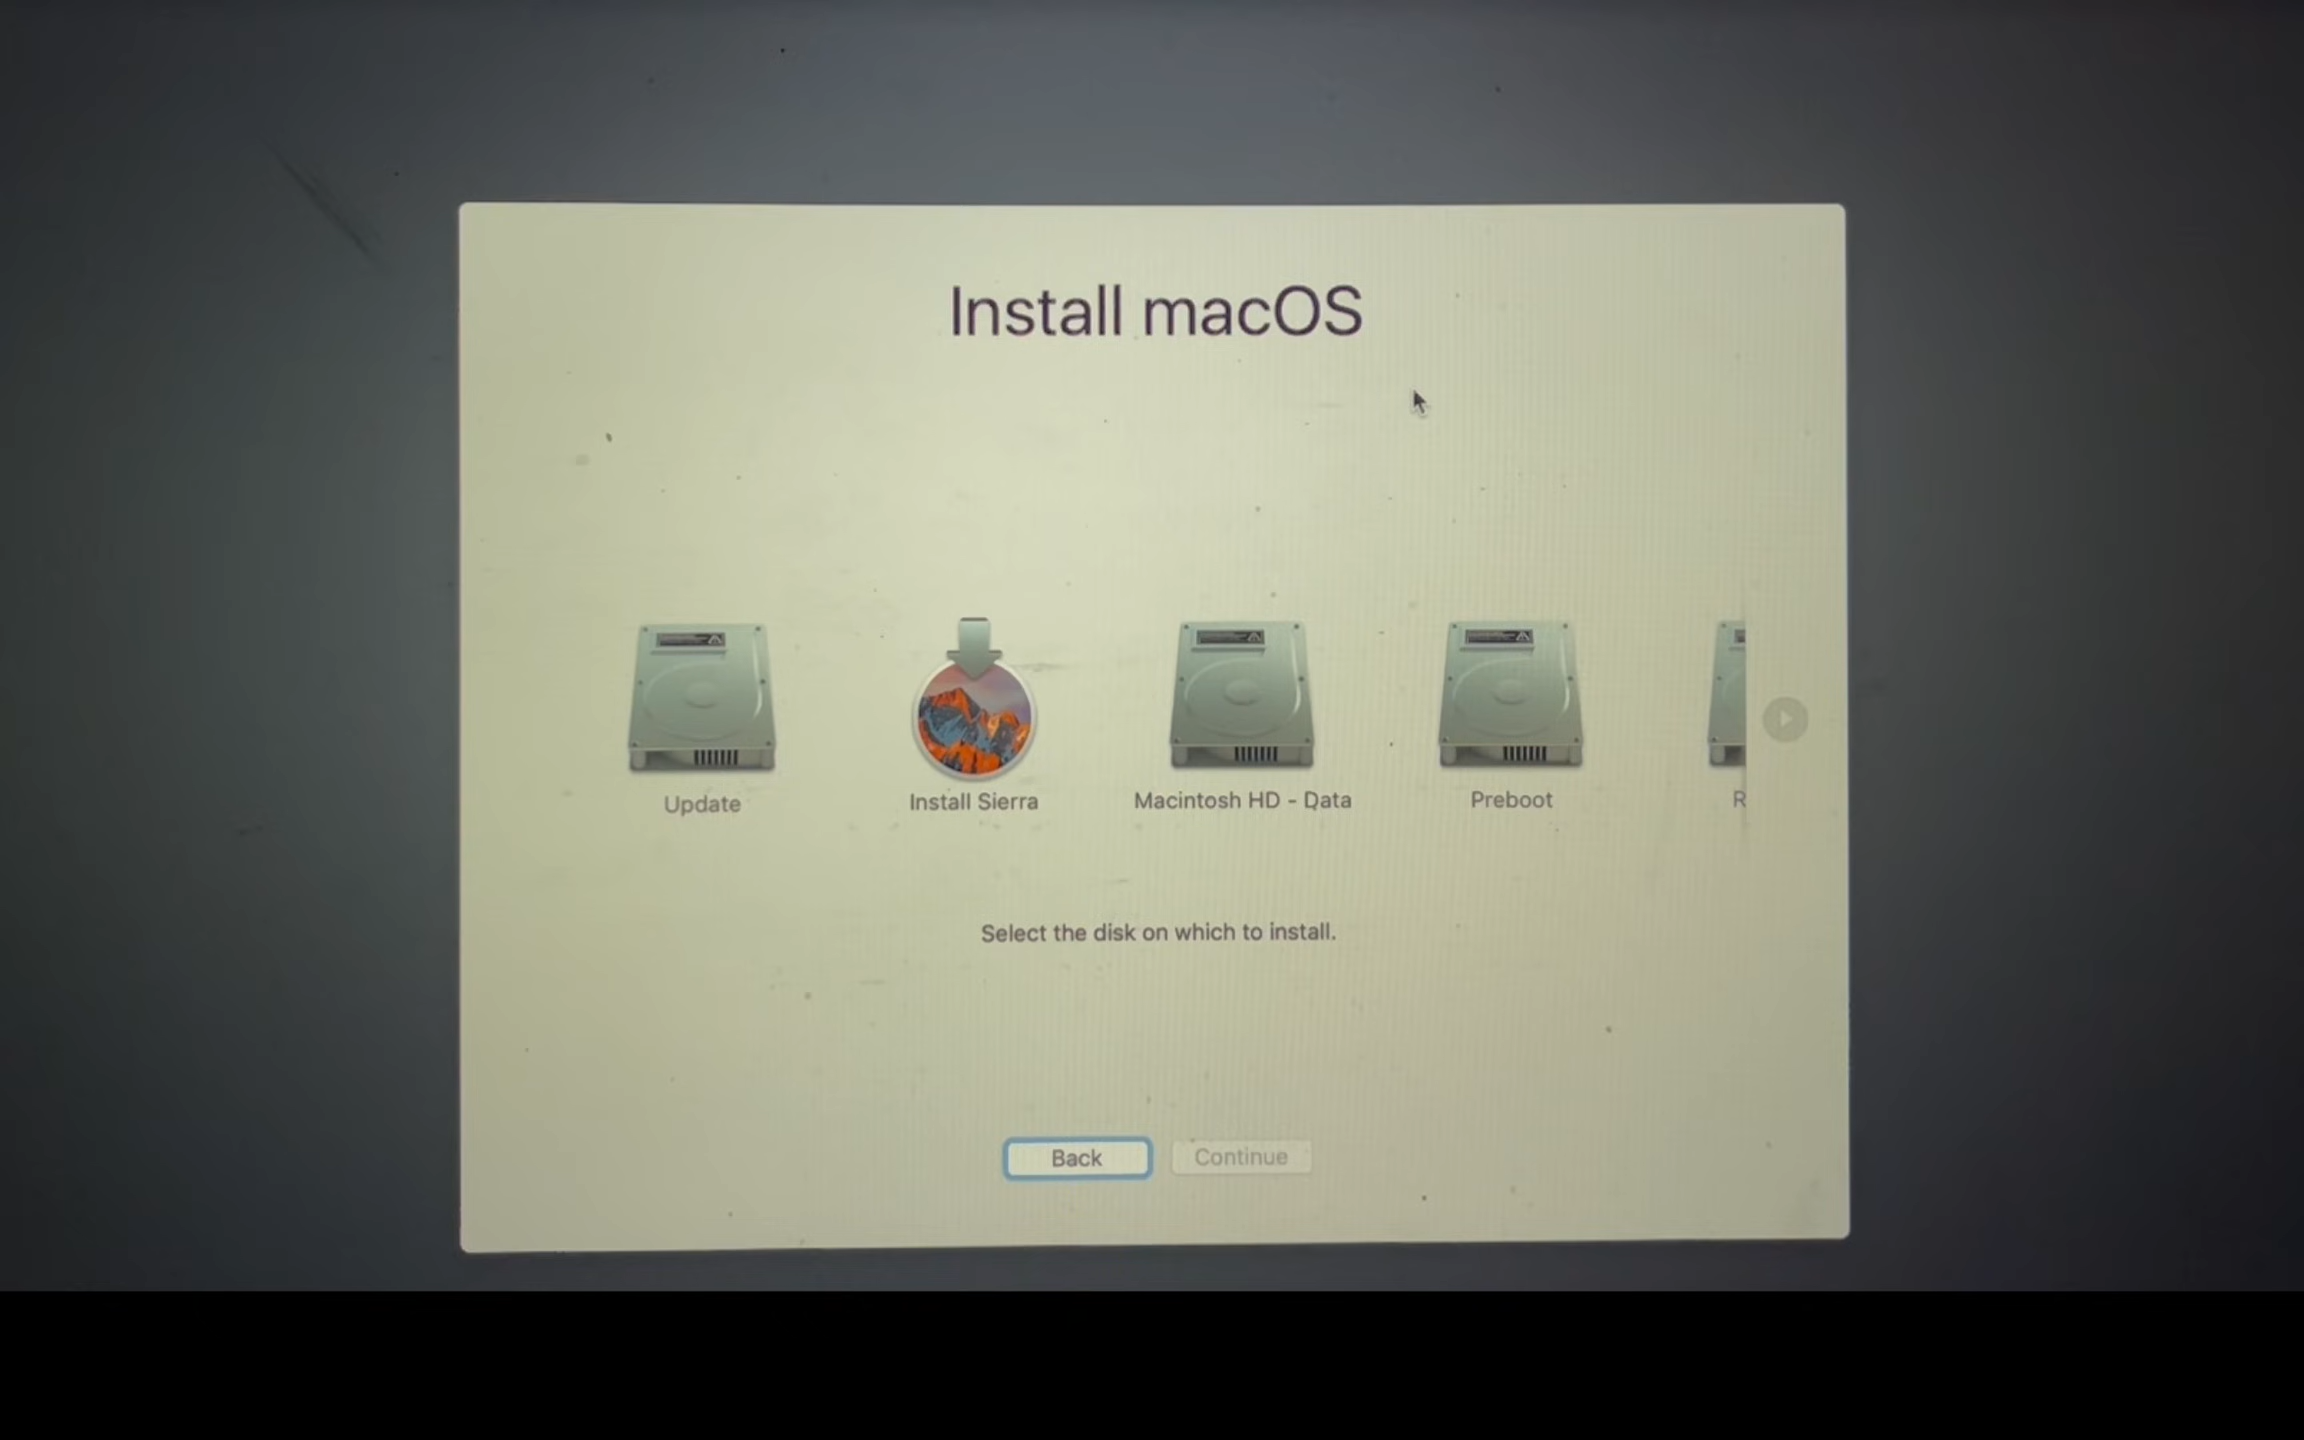 Install macOS
Update
Install Sierra
Macintosh HD - Data
Preboot
R
Select the disk on which to install.
Back
Continue